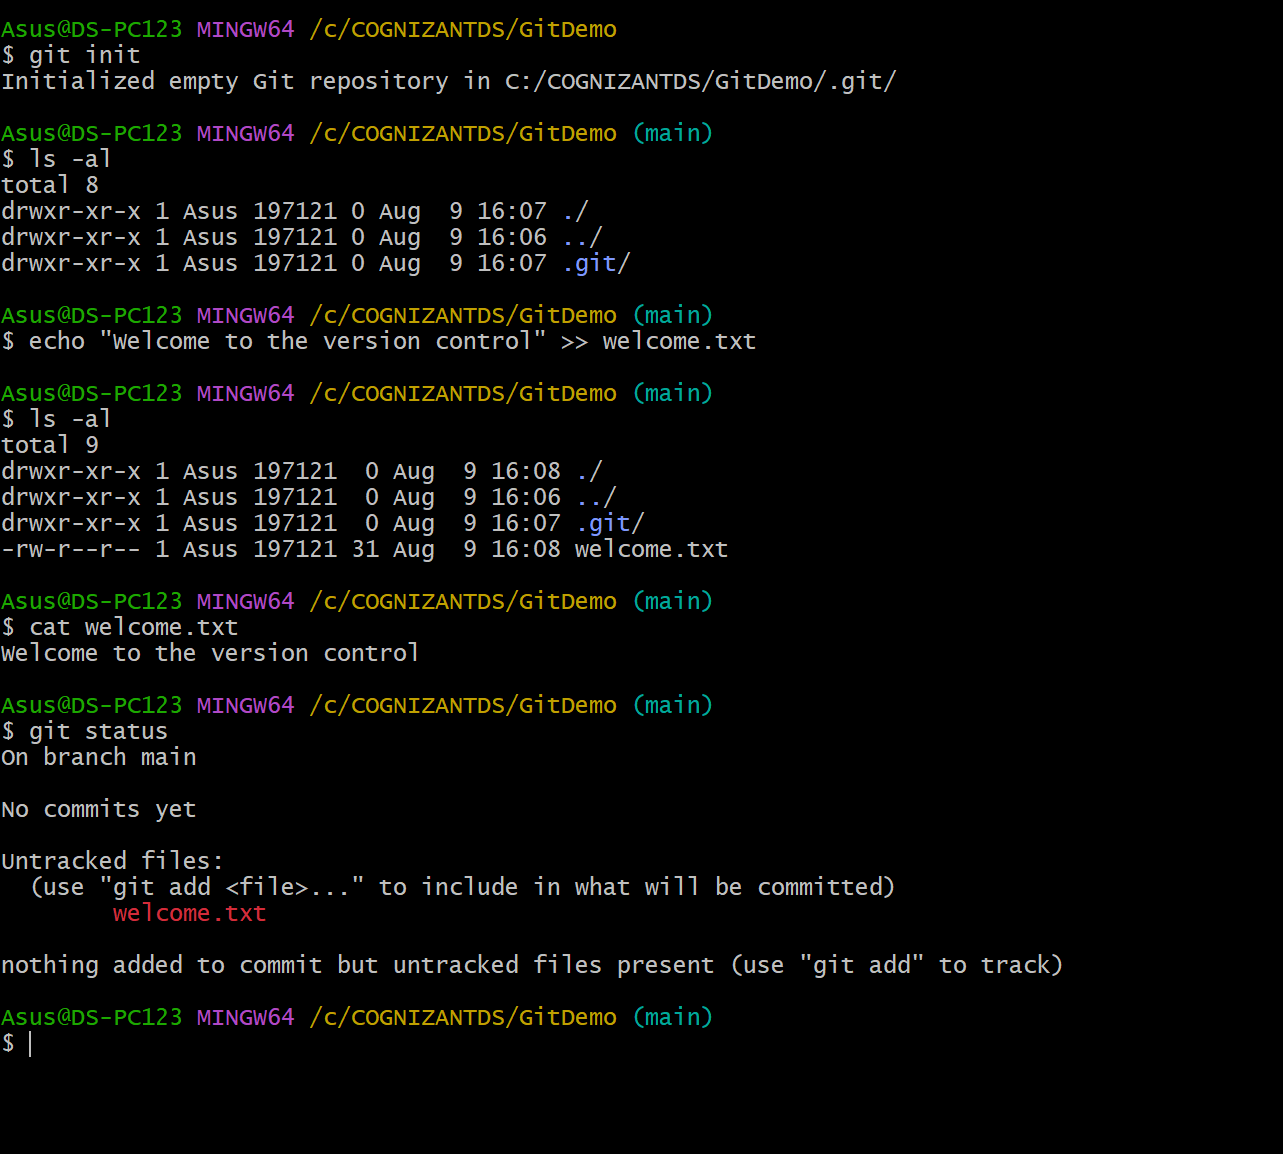 Asus@DS-PC123 MINGW64 /c/COGNIZANTDS/GitDemo
$ git init
Initialized empty Git repository in C:/COGNIZANTDS/GitDemo/.git/
Asus@DS-PC123 MINGW64 /c/COGNIZANTDS/GitDemo (main)
$ ls -al
total 8
drwxr-xr-x 1 Asus 197121 0 Aug  9 16:07 ./
drwxr-xr-x 1 Asus 197121 0 Aug  9 16:06 ../
drwxr-xr-x 1 Asus 197121 0 Aug  9 16:07 .git/
Asus@DS-PC123 MINGW64 /c/COGNIZANTDS/GitDemo (main)
$ echo "Welcome to the version control" >> welcome.txt
Asus@DS-PC123 MINGW64 /c/COGNIZANTDS/GitDemo (main)
$ ls -al
total 9
drwxr-xr-x 1 Asus 197121  0 Aug  9 16:08 ./
drwxr-xr-x 1 Asus 197121  0 Aug  9 16:06 ../
drwxr-xr-x 1 Asus 197121  0 Aug  9 16:07 .git/
-rw-r--r-- 1 Asus 197121 31 Aug  9 16:08 welcome.txt
Asus@DS-PC123 MINGW64 /c/COGNIZANTDS/GitDemo (main)
$ cat welcome.txt
Welcome to the version control
Asus@DS-PC123 MINGW64 /c/COGNIZANTDS/GitDemo (main)
$ git status
On branch main
No commits yet
Untracked files:
  (use "git add <file>..." to include in what will be committed)
        welcome.txt
nothing added to commit but untracked files present (use "git add" to track)
Asus@DS-PC123 MINGW64 /c/COGNIZANTDS/GitDemo (main)
$